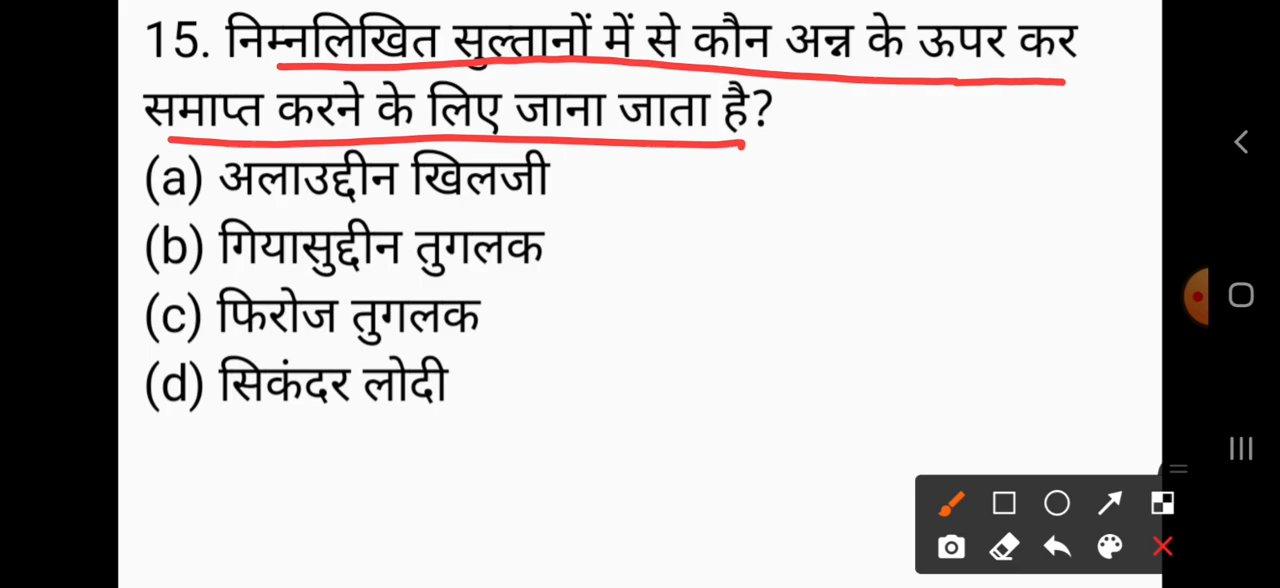 15. निम्नलिखित सुल्तानों में से कौन अन्न के ऊपर कर
समाप्त करने के लिए जाना जाता है?
(a) अलाउद्दीन खिलजी
(b) गियासुद्दीन तुगलक
(c) फिरोज तुगलक
(d) सिकंदर लोदी